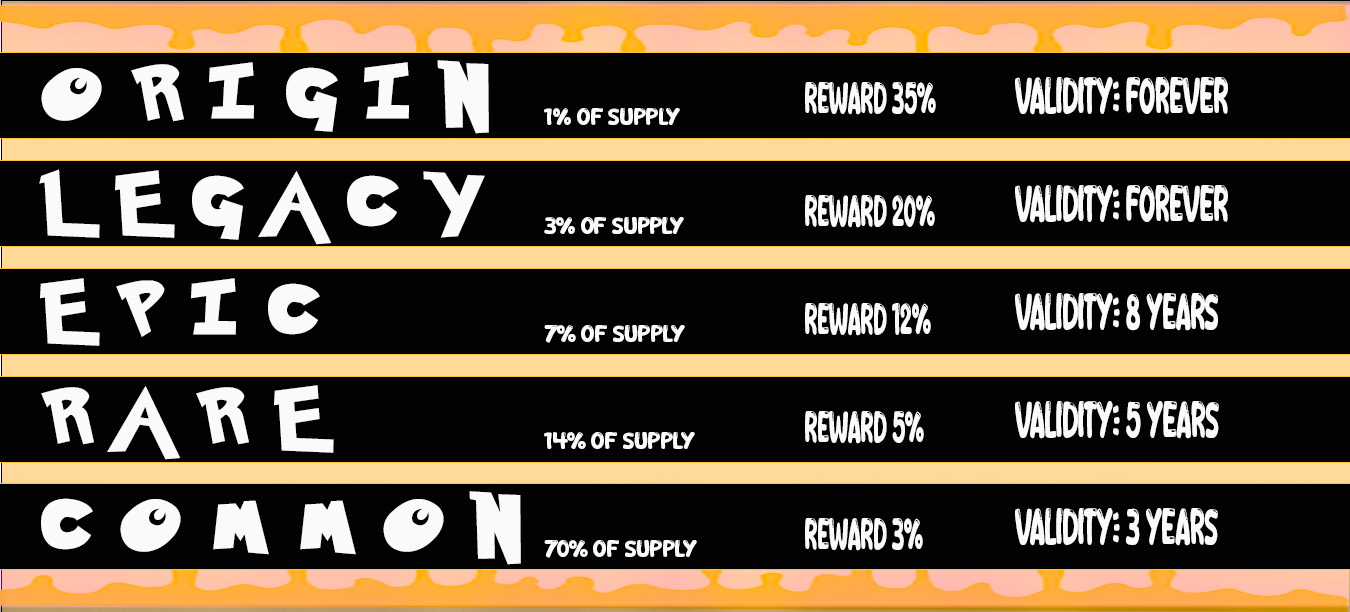 ORIGIN 1% OF SUPPLY REWARD 35% VALIDITY: FOREVER
LEGACY 3% OF SUPPLY REWARD 20% VALIDITY: FOREVER
EPIC 7% OF SUPPLY REWARD 12% VALIDITY: 8 YEARS
RARE 14% OF SUPPLY REWARD 5% VALIDITY: 5 YEARS
COMMON 70% OF SUPPLY REWARD 3% VALIDITY: 3 YEARS